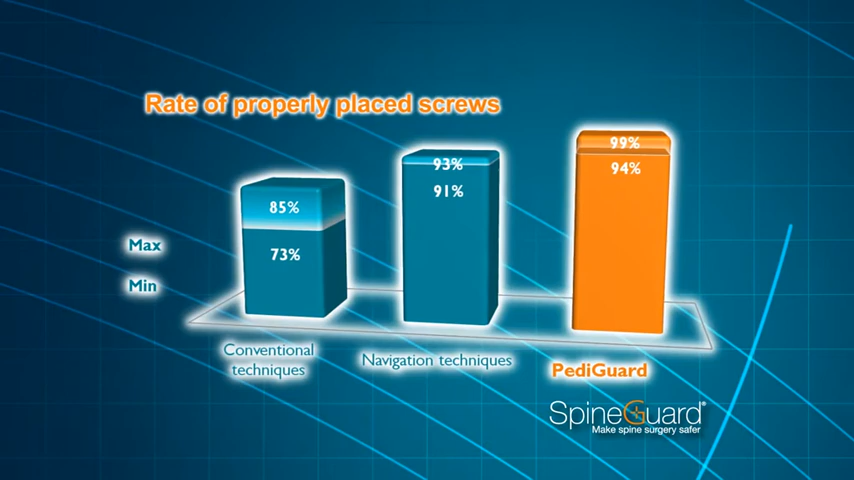 Rate of properly placed screws
99%
93%
94%
91%
85%
Max
73%
Min
Conventional
techniques
Navigation techniques
PediGuard
SpineGuard®
Make spine surgery safer